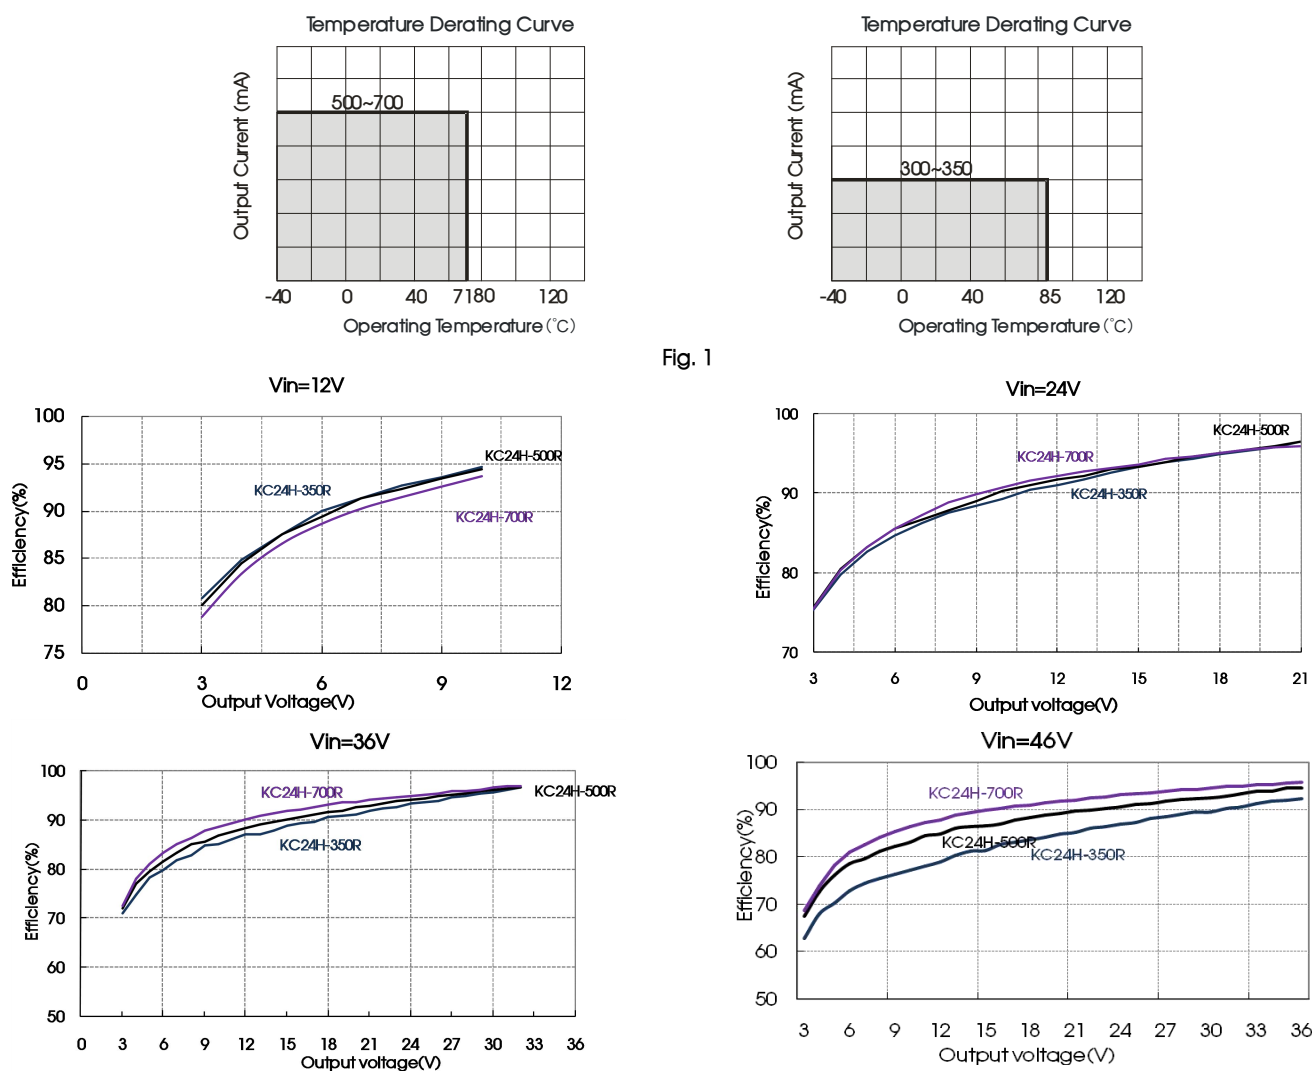 Temperature Derating Curve
Output Current (mA)
500~700
-40 0 40 71 80 120
Operating Temperature (°C)
Temperature Derating Curve
Output Current (mA)
300~350
-40 0 40 85 120
Operating Temperature (°C)
Fig. 1
Vin=12V
Efficiency(%)
100
95
90
85
80
75
KC24H-500R
KC24H-350R
KC24H-700R
0 3 6 9 12
Output Voltage(V)
Vin=24V
Efficiency(%)
100
90
80
70
KC24H-500R
KC24H-700R
KC24H-350R
3 6 9 12 15 18 21
Output voltage(V)
Vin=36V
Efficiency(%)
100
90
80
70
60
50
KC24H-700R
KC24H-500R
KC24H-350R
0 3 6 9 12 15 18 21 24 27 30 33 36
Output voltage(V)
Vin=46V
Efficiency(%)
100
90
80
70
60
50
KC24H-700R
KC24H-500R
KC24H-350R
3 6 9 12 15 18 21 24 27 30 33 36
Output voltage(V)